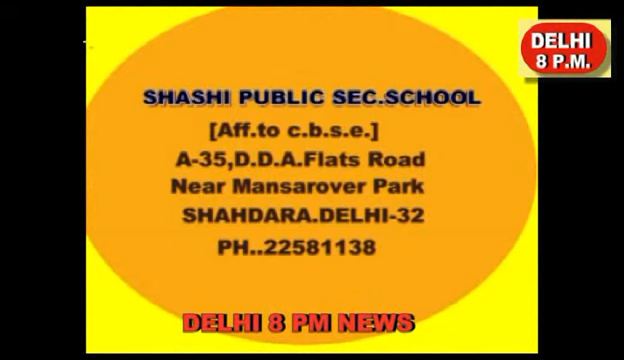 DELHI
8 P.M.
SHASHI PUBLIC SEC.SCHOOL
[Aff.to c.b.s.e.]
A-35,D.D.A.Flats Road
Near Mansarover Park
SHAHDARA.DELHI-32
PH..22581138
DELHI 8 PM NEWS